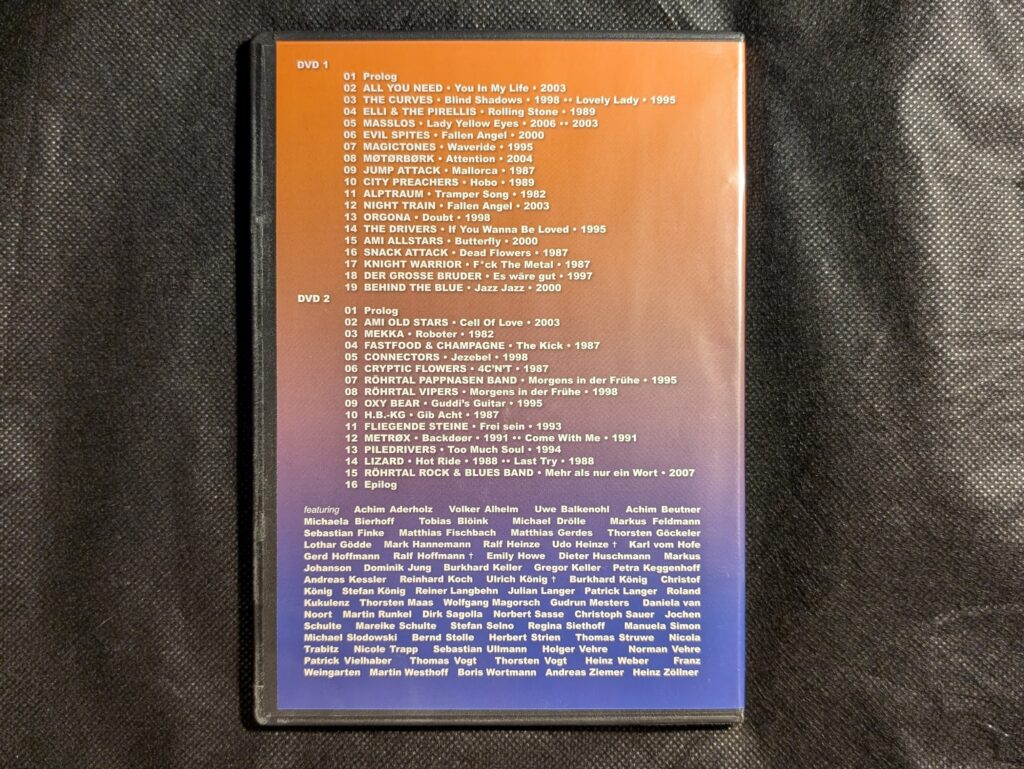 DVD 1
01 Prolog
02 ALL YOU NEED • You In My Life • 2003
03 THE CURVES • Blind Shadows • 1998 •• Lovely Lady • 1995
04 ELLI & THE PIRELLIS • Rolling Stone • 1989
05 MASSLOS • Lady Yellow Eyes • 2006 •• 2003
06 EVIL SPITES • Fallen Angel • 2000
07 MAGICTONES • Waveride • 1995
08 MØTØRBØRK • Attention • 2004
09 JUMP ATTACK • Mallorca • 1987
10 CITY PREACHERS • Hobo • 1989
11 ALPTRAUM • Tramper Song • 1982
12 NIGHT TRAIN • Fallen Angel • 2003
13 ORGONA • Doubt • 1998
14 THE DRIVERS • If You Wanna Be Loved • 1995
15 AMI ALLSTARS • Butterfly • 2000
16 SNACK ATTACK • Dead Flowers • 1987
17 KNIGHT WARRIOR • F*ck The Metal • 1987
18 DER GROSSE BRUDER • Es wäre gut • 1997
19 BEHIND THE BLUE • Jazz Jazz • 2000
DVD 2
01 Prolog
02 AMI OLD STARS • Cell Of Love • 2003
03 MEKKA • Roboter • 1982
04 FASTFOOD & CHAMPAGNE • The Kick • 1987
05 CONNECTORS • Jezebel • 1998
06 CRYPTIC FLOWERS • 4C'N'T • 1987
07 RÖHRTAL PAPPNASEN BAND • Morgens in der Frühe • 1995
08 RÖHRTAL VIPERS • Morgens in der Frühe • 1998
09 OXY BEAR • Guddi's Guitar • 1995
10 H.B.-KG • Gib Acht • 1987
11 FLIEGENDE STEINE • Frei sein • 1993
12 METRØX • Backdøør • 1991 •• Come With Me • 1991
13 PILEDRIVERS • Too Much Soul • 1994
14 LIZARD • Hot Ride • 1988 •• Last Try • 1988
15 RÖHRTAL ROCK & BLUES BAND • Mehr als nur ein Wort • 2007
16 Epilog
featuring Achim Aderholz Volker Alhelm Uwe Balkenohl Achim Beutner
Michaela Bierhoff Tobias Blöink Michael Drölle Markus Feldmann
Sebastian Finke Matthias Fischbach Matthias Gerdes Thorsten Göckeler
Lothar Gödde Mark Hannemann Ralf Heinze Udo Heinze † Karl vom Hofe
Gerd Hoffmann Ralf Hoffmann † Emily Howe Dieter Huschmann Markus
Johanson Dominik Jung Burkhard Keller Gregor Keller Petra Keggenhoff
Andreas Kessler Reinhard Koch Ulrich König † Burkhard König Christof
König Stefan König Reiner Langbehn Julian Langer Patrick Langer Roland
Kukulenz Thorsten Maas Wolfgang Magorsch Gudrun Mesters Daniela van
Noort Martin Runkel Dirk Sagolla Norbert Sasse Christoph Sauer Jochen
Schulte Mareike Schulte Stefan Selno Regina Siethoff Manuela Simon
Michael Slodowski Bernd Stolle Herbert Strien Thomas Struwe Nicola
Trabitz Nicole Trapp Sebastian Ullmann Holger Vehre Norman Vehre
Patrick Vielhaber Thomas Vogt Thorsten Vogt Heinz Weber Franz
Weingarten Martin Westhoff Boris Wortmann Andreas Ziemer Heinz Zöllner